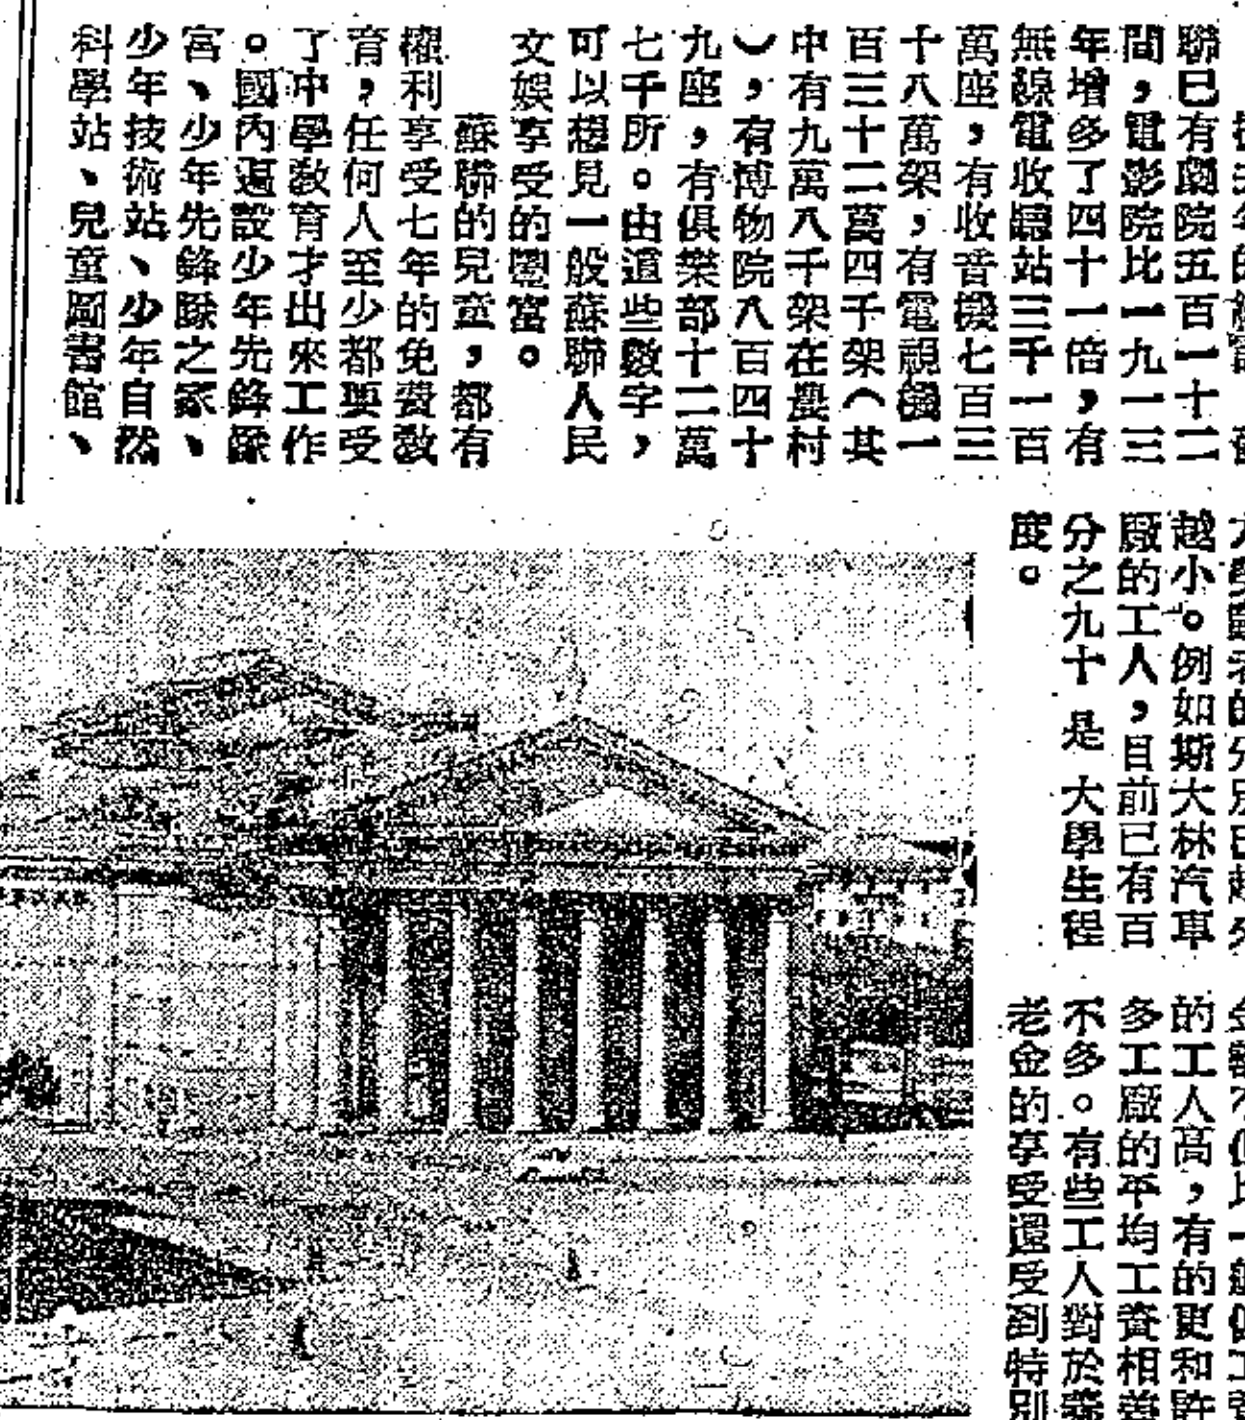 聯已有劇院五百一十二
間，電影院比一九一三
年增多了四十一倍，有
無線電收聽站三千一百
萬座，有收音機七百三
十八萬架，有電視機一
百三十二萬四千架（其
中有九萬八千架在農村
），有博物院八百四十
九座，有俱樂部十二萬
七千所。由這些數字，
可以想見一般蘇聯人民
文娛享受的豐富。
蘇聯的兒童，都有
權利享受七年的免費教
育，任何人至少都要受
了中學教育才出來工作
。國內遍設少年先鋒隊
宮、少年先鋒隊之家、
少年技術站、少年自然
科學站、兒童圖書館、
越小。例如斯大林汽車
廠的工人，目前已有百
分之九十是大學生程
度。
的工人高，有的更和許
多工廠的平均工資相差
不多。有些工人對於養
老金的享受還受到特別